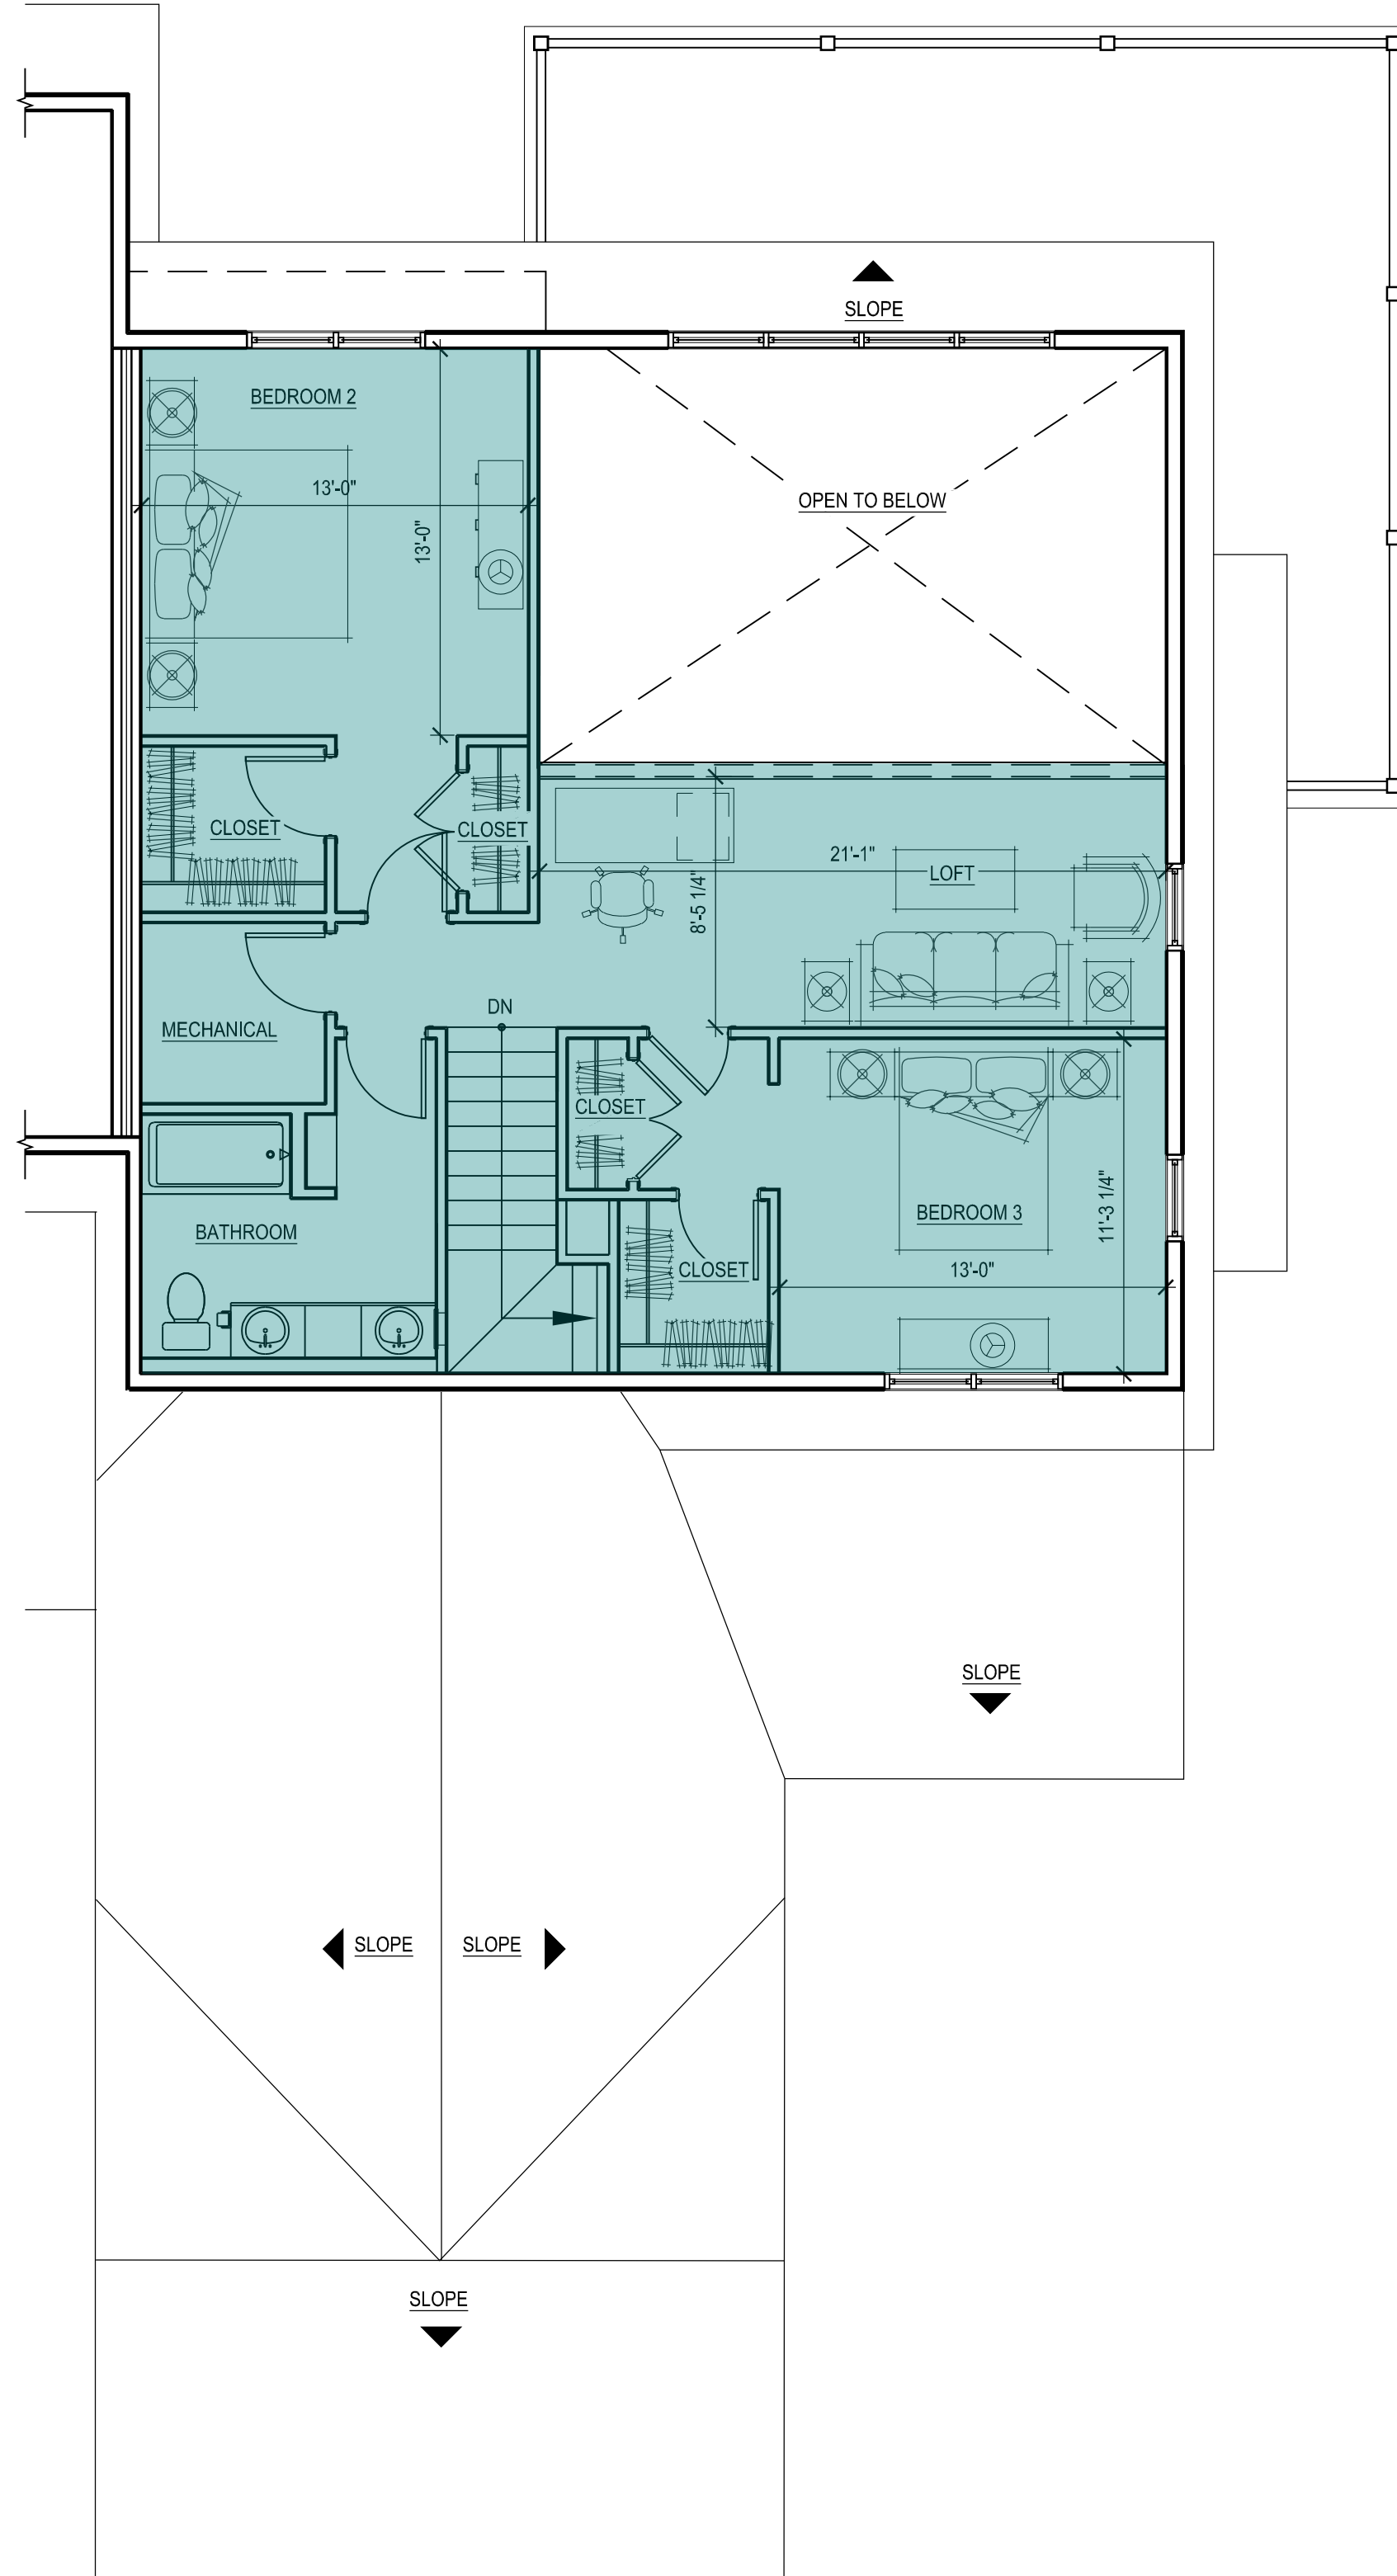 SLOPE
BEDROOM 2
13'-0"
OPEN TO BELOW
13'-0"
CLOSET
CLOSET
21'-1"
LOFT
8'-5 1/4"
DN
MECHANICAL
CLOSET
BATHROOM
BEDROOM 3
11'-3 1/4"
CLOSET
13'-0"
SLOPE
SLOPE
SLOPE
SLOPE